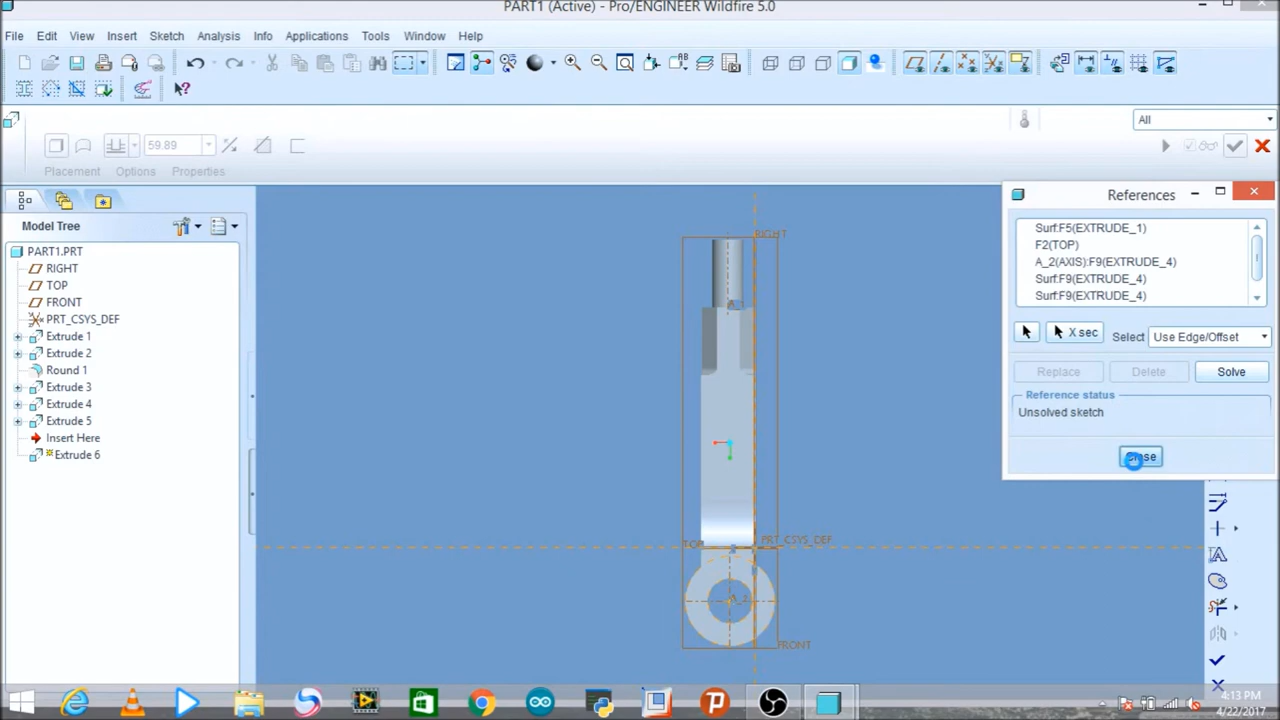 PART1 (Active) - Pro/ENGINEER Wildfire 5.0
File Edit View Insert Sketch Analysis Info Applications Tools Window Help
All
59.89
Placement Options Properties
Model Tree
PART1.PRT
RIGHT
TOP
FRONT
PRT_CSYS_DEF
Extrude 1
Extrude 2
Round 1
Extrude 3
Extrude 4
Extrude 5
Insert Here
Extrude 6
RIGHT
TOP
PRT_CSYS_DEF
FRONT
References
Surf:F5(EXTRUDE_1)
F2(TOP)
A_2(AXIS):F9(EXTRUDE_4)
Surf:F9(EXTRUDE_4)
Surf:F9(EXTRUDE_4)
X sec Select Use Edge/Offset
Replace Delete Solve
Reference status
Unsolved sketch
Close
4:13 PM
4/22/2017